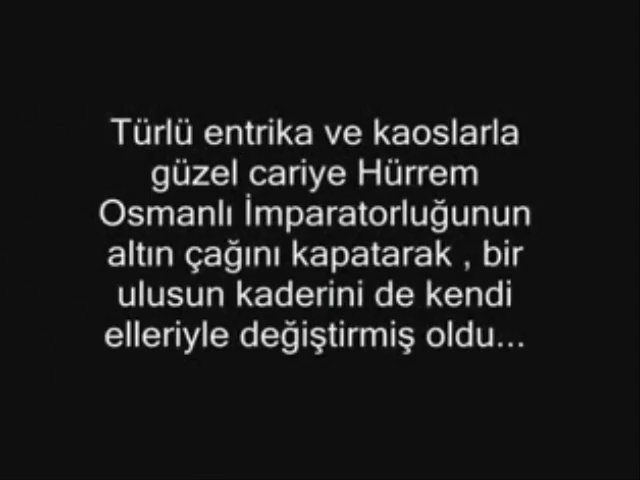 Türlü entrika ve kaoslarla
güzel cariye Hürrem
Osmanlı İmparatorluğunun
altın çağını kapatarak , bir
ulusun kaderini de kendi
elleriyle değiştirmiş oldu...